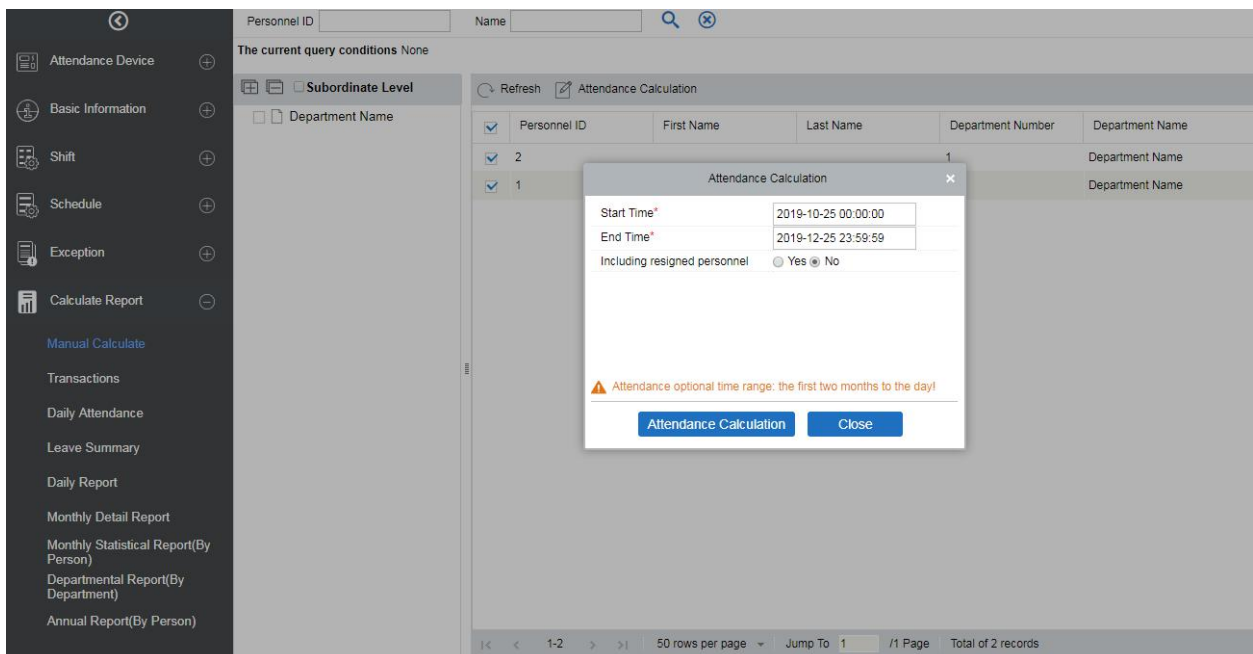 Personnel ID
Name
The current query conditions None
Attendance Device
Basic Information
Shift
Schedule
Exception
Calculate Report
Manual Calculate
Transactions
Daily Attendance
Leave Summary
Daily Report
Monthly Detail Report
Monthly Statistical Report(By
Person)
Departmental Report(By
Department)
Annual Report(By Person)
Subordinate Level
Department Name
Refresh Attendance Calculation
Personnel ID First Name Last Name Department Number Department Name
2 1 Department Name
1 Department Name
Attendance Calculation
Start Time* 2019-10-25 00:00:00
End Time* 2019-12-25 23:59:59
Including resigned personnel Yes No
Attendance optional time range: the first two months to the day!
Attendance Calculation Close
1-2 50 rows per page Jump To 1 /1 Page Total of 2 records